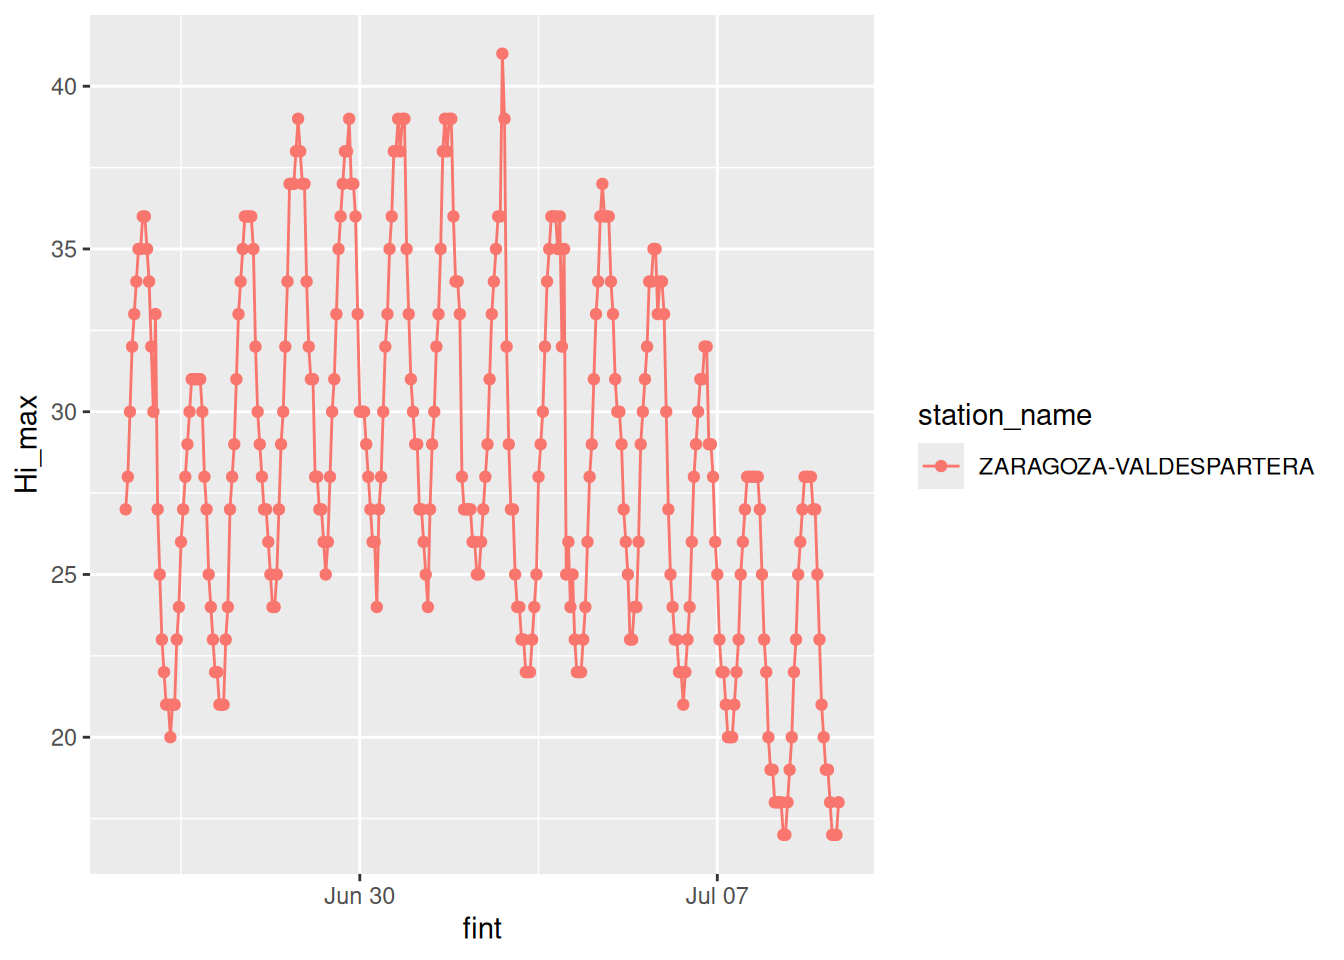 40
35
30
25
20
Hi_max
Jun 30
Jul 07
fint
station_name
ZARAGOZA-VALDESPARTERA